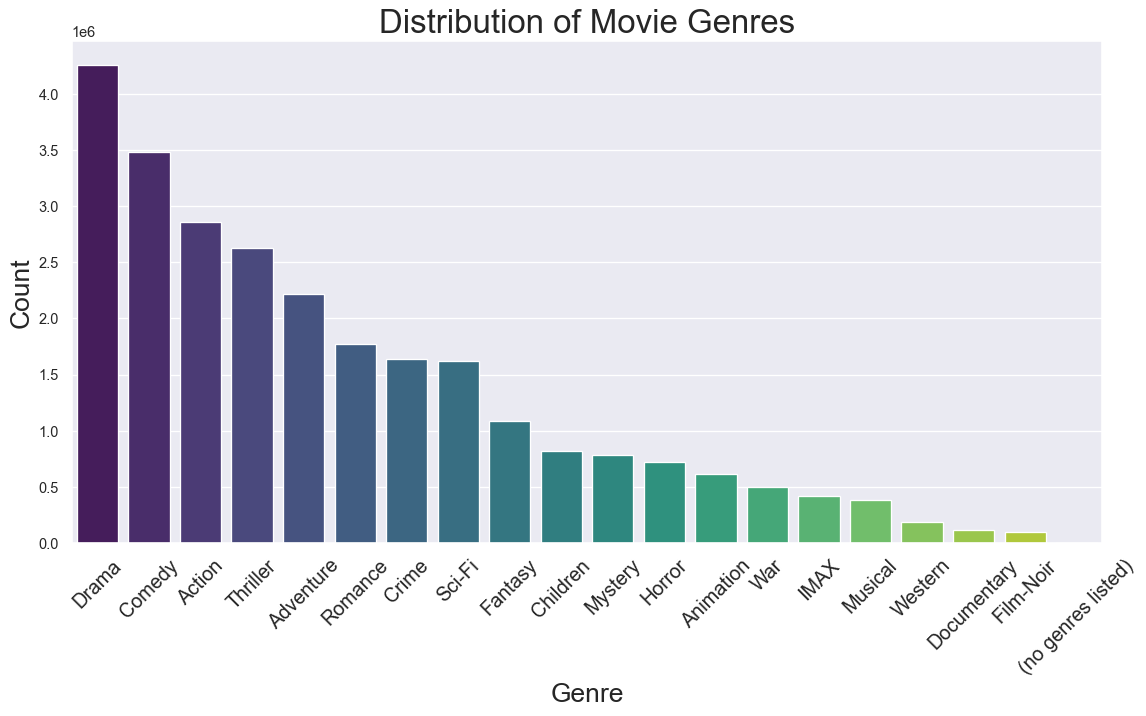 Distribution of Movie Genres
1e6
4.0
3.5
3.0
2.5
2.0
1.5
1.0
0.5
0.0
Count
Drama
Comedy
Action
Thriller
Adventure
Romance
Crime
Sci-Fi
Fantasy
Children
Mystery
Horror
Animation
War
IMAX
Musical
Western
Documentary
Film-Noir
(no genres listed)
Genre